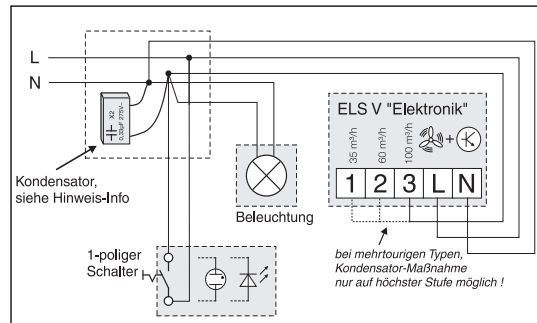 L
N
X2
0,33µF 275V~
Kondensator,
siehe Hinweis-Info
Beleuchtung
1-poliger
Schalter
ELS V "Elektronik"
35 m³/h
60 m³/h
100 m³/h
+
1 2 3 L N
bei mehrtourigen Typen,
Kondensator-Maßnahme
nur auf höchster Stufe möglich !